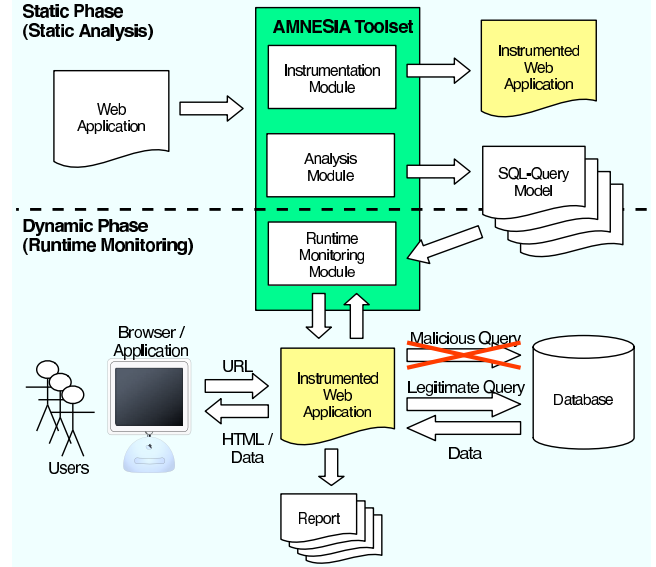 Static Phase
(Static Analysis)
AMNESIA Toolset
Instrumentation
Module
Instrumented
Web
Application
Web
Application
Analysis
Module
SQL-Query
Model
Dynamic Phase
(Runtime Monitoring)
Runtime
Monitoring
Module
Browser /
Application
URL
HTML /
Data
Users
Instrumented
Web
Application
Malicious Query
Legitimate Query
Data
Database
Report